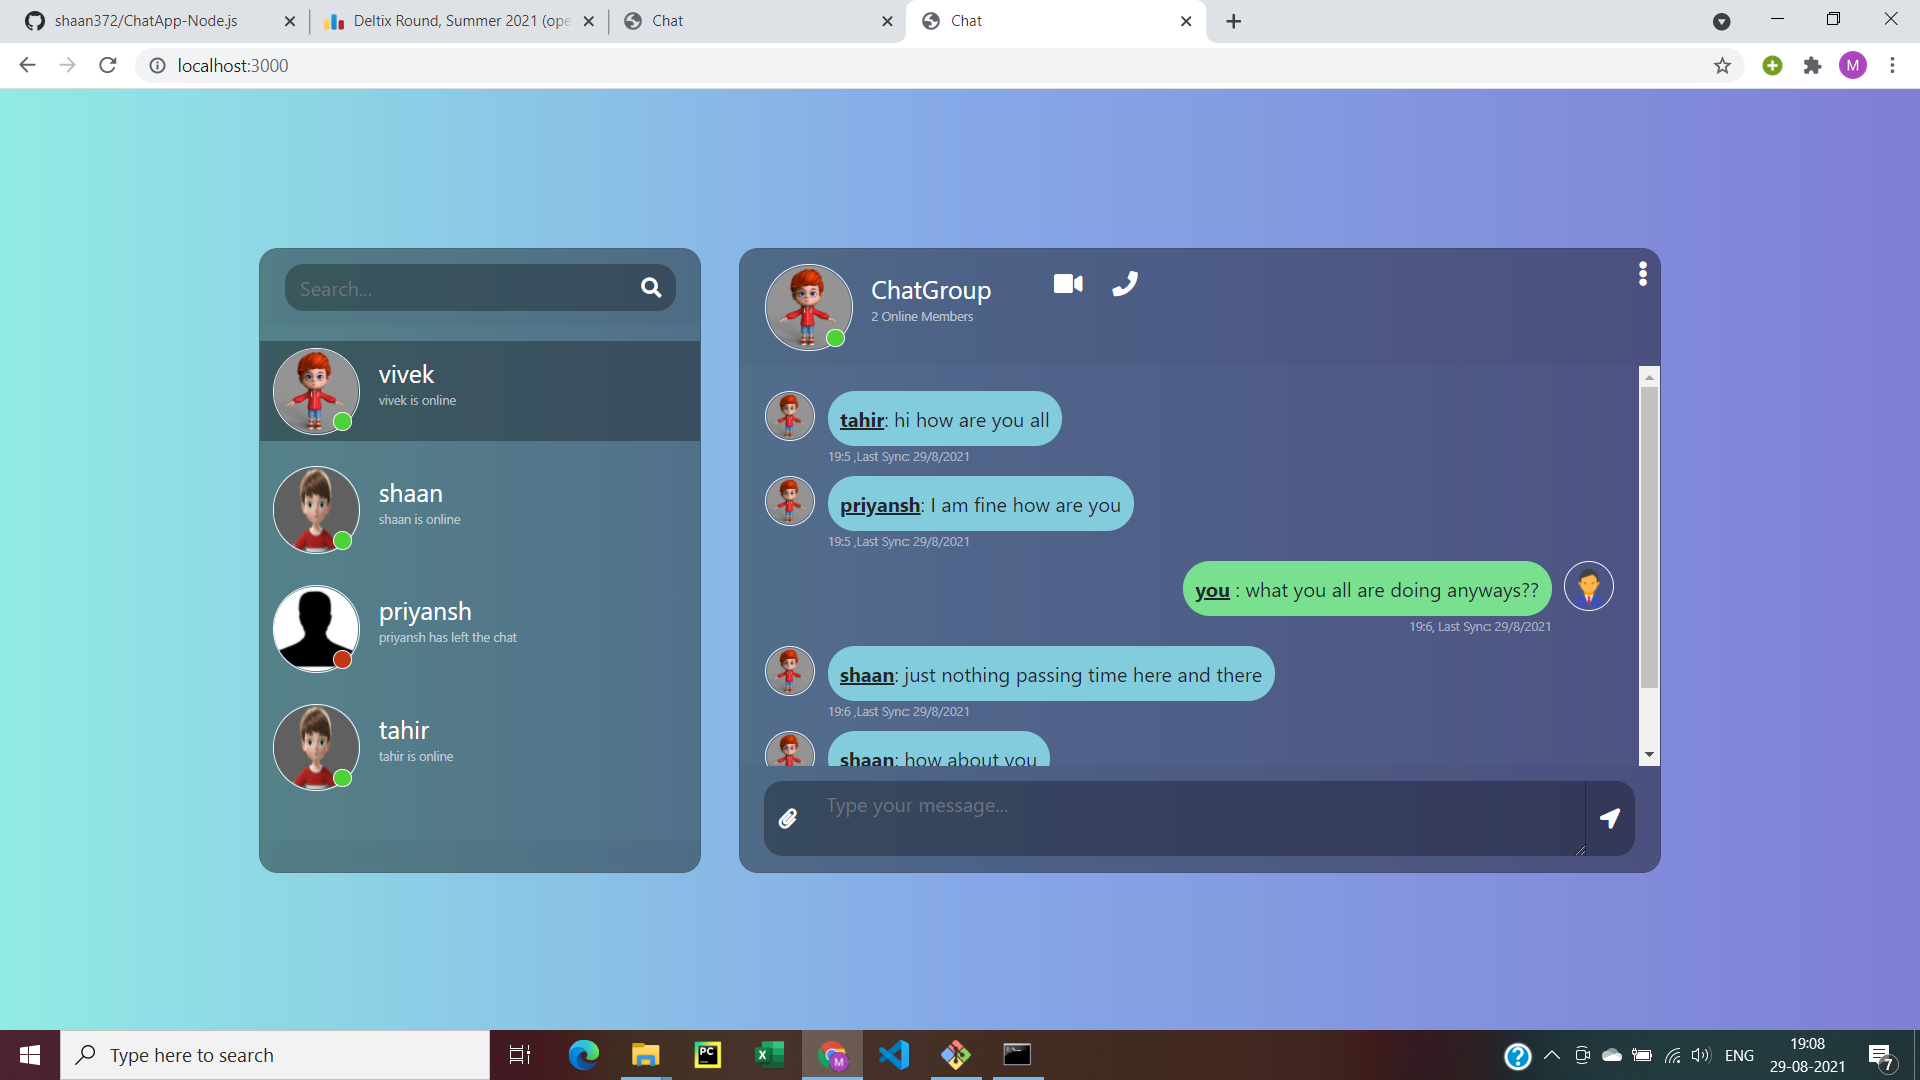 shaan372/ChatApp-Node.js
Deltix Round, Summer 2021 (ope
Chat
Chat
localhost:3000
M
Search...
vivek
vivek is online
shaan
shaan is online
priyansh
priyansh has left the chat
tahir
tahir is online
ChatGroup
2 Online Members
tahir: hi how are you all
19:5 ,Last Sync: 29/8/2021
priyansh: I am fine how are you
19:5 ,Last Sync: 29/8/2021
you : what you all are doing anyways??
19:6, Last Sync: 29/8/2021
shaan: just nothing passing time here and there
19:6 ,Last Sync: 29/8/2021
shaan: how about you
Type your message...
Type here to search
PC
X
M
?
ENG
19:08
29-08-2021
7